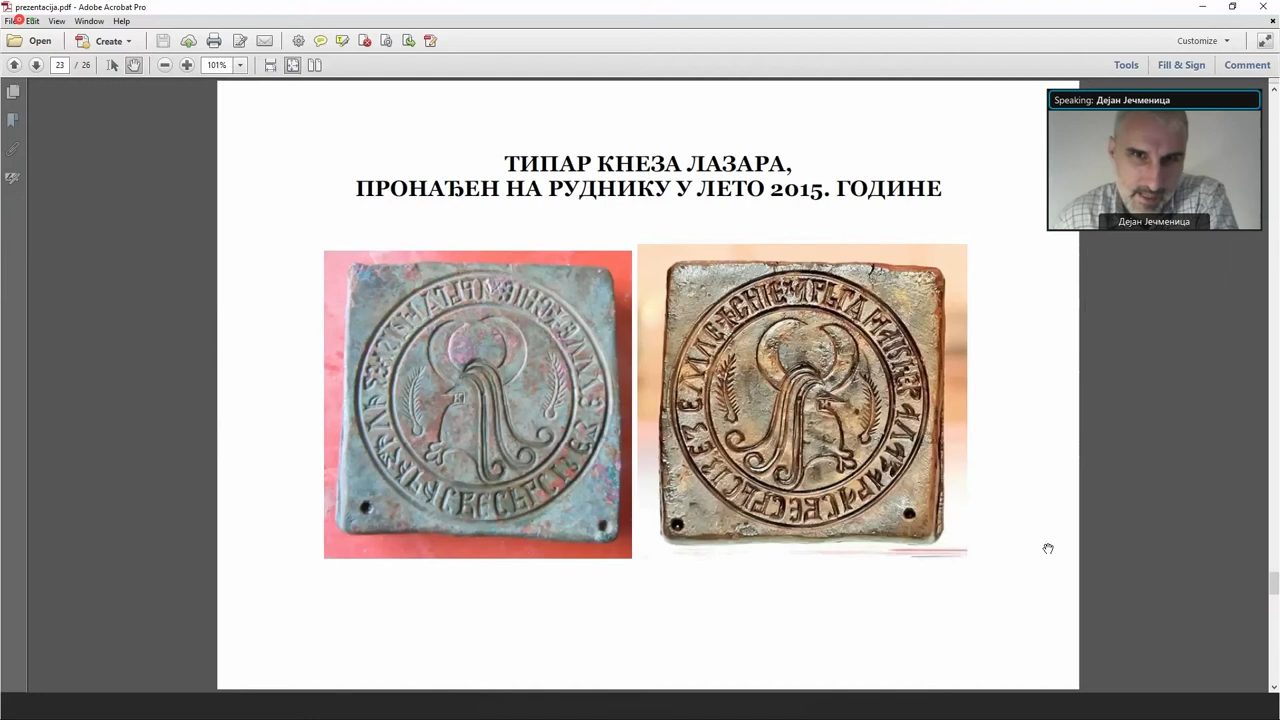 prezentacija.pdf - Adobe Acrobat Pro
File Edit View Window Help
Open Create Customize
23 / 26 101% Tools Fill & Sign Comment
Speaking: Дејан Јечменица
Дејан Јечменица
ТИПАР КНЕЗА ЛАЗАРА,
ПРОНАЂЕН НА РУДНИКУ У ЛЕТО 2015. ГОДИНЕ